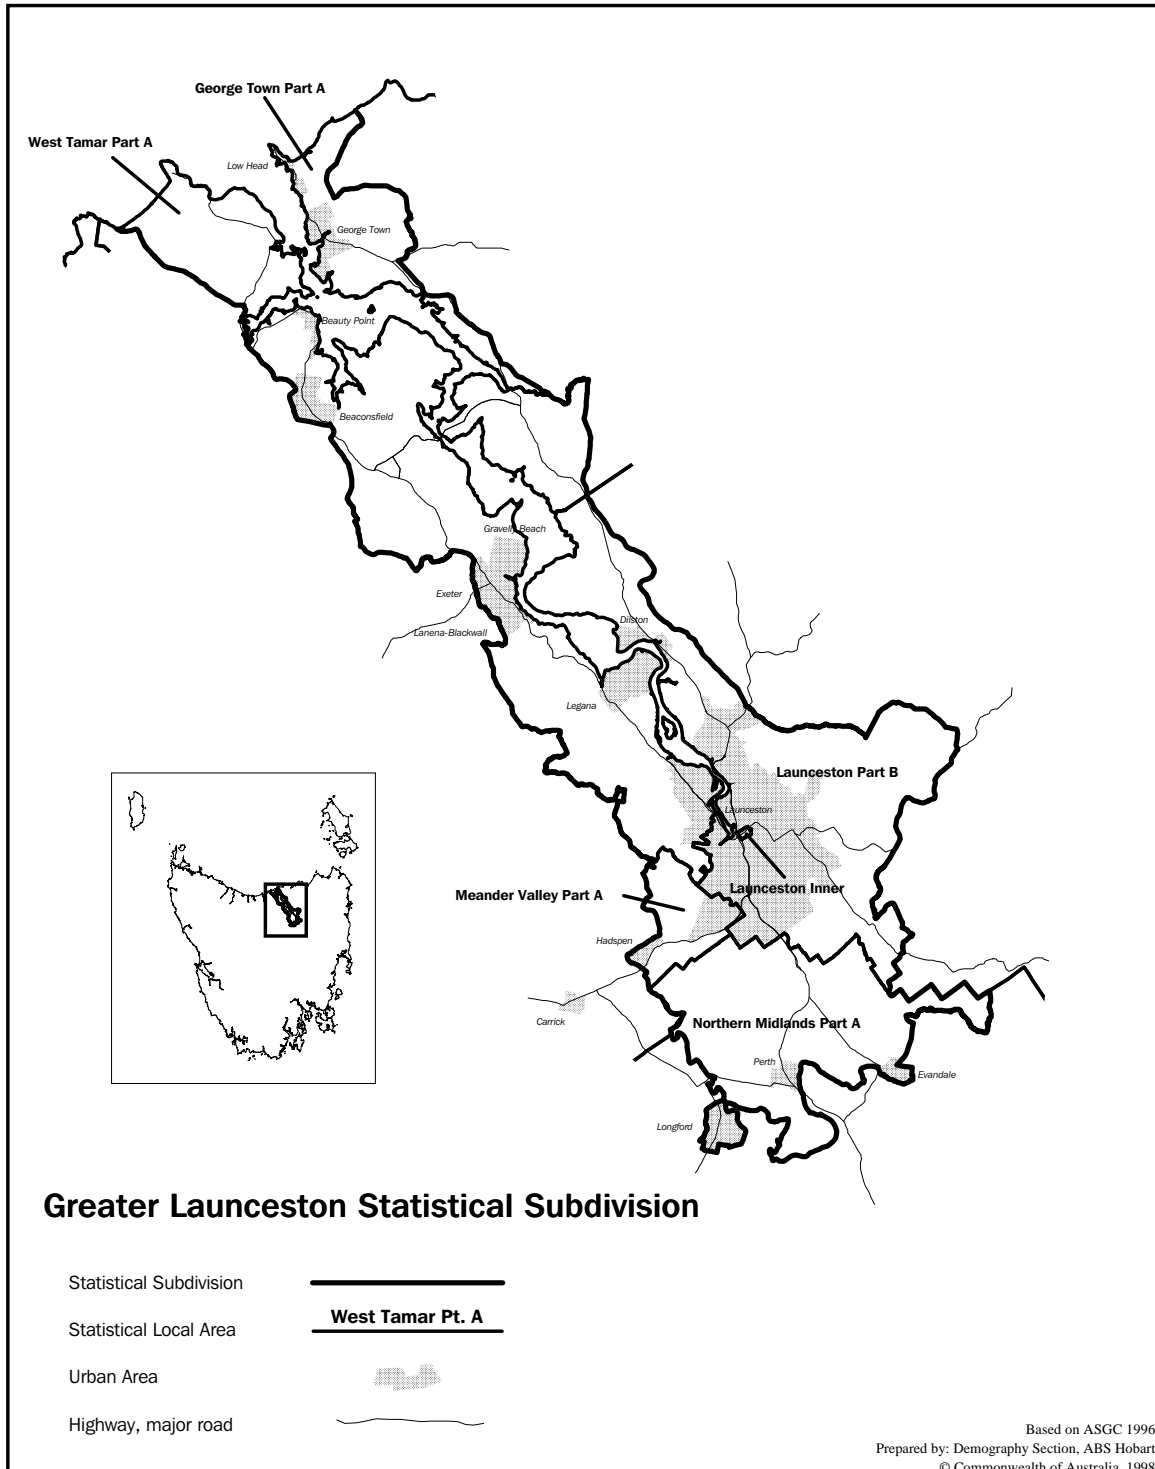 George Town Part A
West Tamar Part A
Low Head
George Town
Beauty Point
Beaconsfield
Gravelly Beach
Exeter
Dilston
Lanena-Blackwall
Legana
Launceston Part B
Launceston
Launceston Inner
Meander Valley Part A
Hadspen
Carrick
Northern Midlands Part A
Perth
Evandale
Longford
Greater Launceston Statistical Subdivision
Statistical Subdivision
West Tamar Pt. A
Statistical Local Area
Urban Area
Highway, major road
Based on ASGC 1996
Prepared by: Demography Section, ABS Hobart
© Commonwealth of Australia, 1998